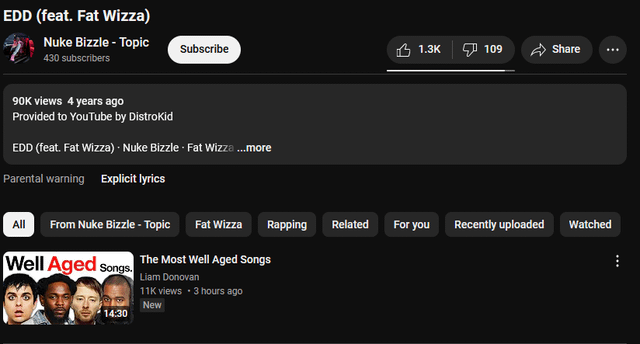 EDD (feat. Fat Wizza)
Nuke Bizzle - Topic
430 subscribers
Subscribe
1.3K
109
Share
90K views 4 years ago
Provided to YouTube by DistroKid
EDD (feat. Fat Wizza) · Nuke Bizzle · Fat Wizza ...more
Parental warning Explicit lyrics
All
From Nuke Bizzle - Topic
Fat Wizza
Rapping
Related
For you
Recently uploaded
Watched
Well Aged Songs.
14:30
The Most Well Aged Songs
Liam Donovan
11K views • 3 hours ago
New